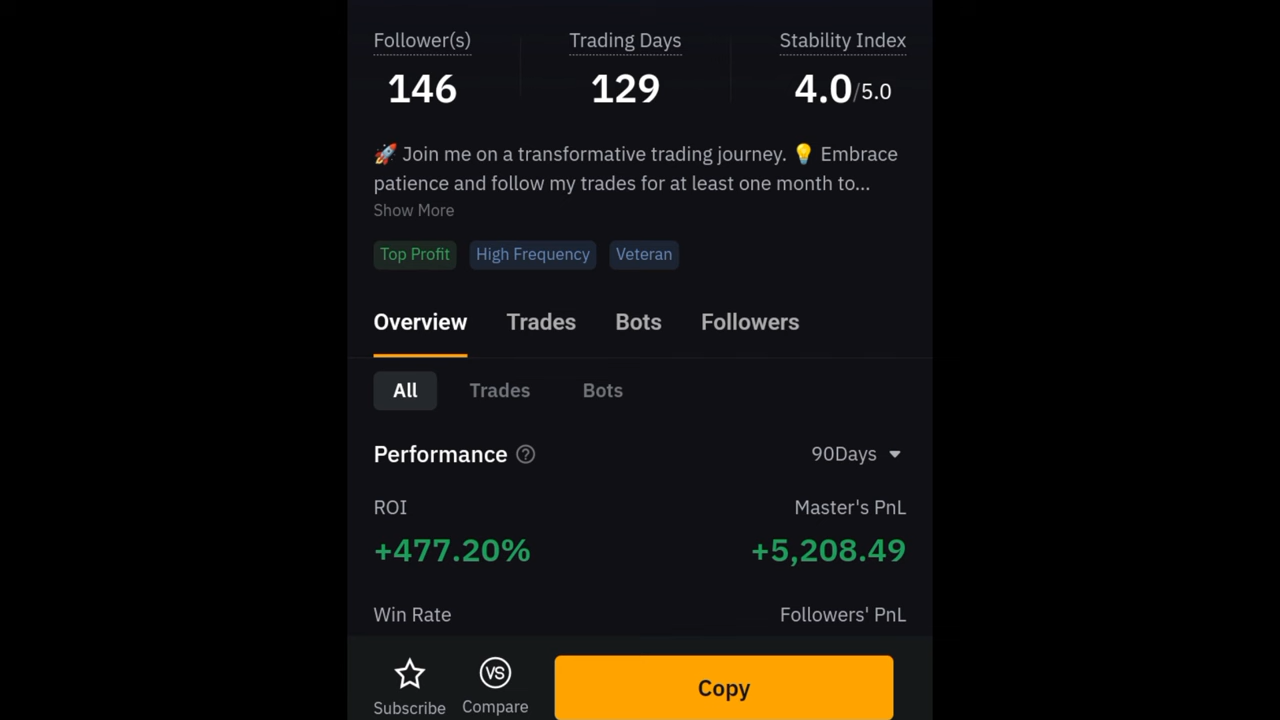 Follower(s) Trading Days Stability Index
146 129 4.0/5.0
🚀 Join me on a transformative trading journey. 💡 Embrace
patience and follow my trades for at least one month to...
Show More
Top Profit High Frequency Veteran
Overview Trades Bots Followers
All Trades Bots
Performance ? 90Days
ROI Master's PnL
+477.20% +5,208.49
Win Rate Followers' PnL
VS
Subscribe Compare Copy